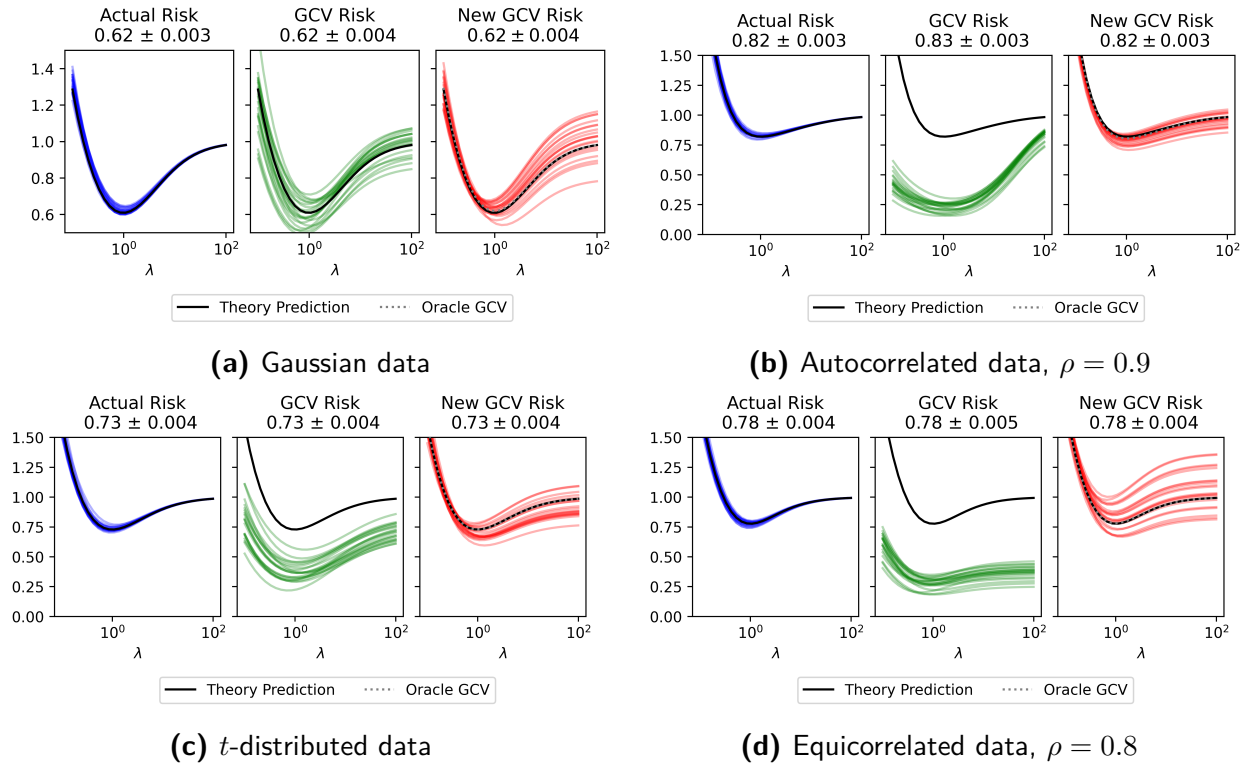 Actual Risk
0.62 ± 0.003
GCV Risk
0.62 ± 0.004
New GCV Risk
0.62 ± 0.004
1.4
1.2
1.0
0.8
0.6
10⁰ 10² 10⁰ 10² 10⁰ 10²
λ λ λ
Theory Prediction Oracle GCV
(a) Gaussian data
Actual Risk
0.82 ± 0.003
GCV Risk
0.83 ± 0.003
New GCV Risk
0.82 ± 0.003
1.50
1.25
1.00
0.75
0.50
0.25
0.00
10⁰ 10² 10⁰ 10² 10⁰ 10²
λ λ λ
Theory Prediction Oracle GCV
(b) Autocorrelated data, ρ = 0.9
Actual Risk
0.73 ± 0.004
GCV Risk
0.73 ± 0.004
New GCV Risk
0.73 ± 0.004
1.50
1.25
1.00
0.75
0.50
0.25
0.00
10⁰ 10² 10⁰ 10² 10⁰ 10²
λ λ λ
Theory Prediction Oracle GCV
(c) t-distributed data
Actual Risk
0.78 ± 0.004
GCV Risk
0.78 ± 0.005
New GCV Risk
0.78 ± 0.004
1.50
1.25
1.00
0.75
0.50
0.25
0.00
10⁰ 10² 10⁰ 10² 10⁰ 10²
λ λ λ
Theory Prediction Oracle GCV
(d) Equicorrelated data, ρ = 0.8